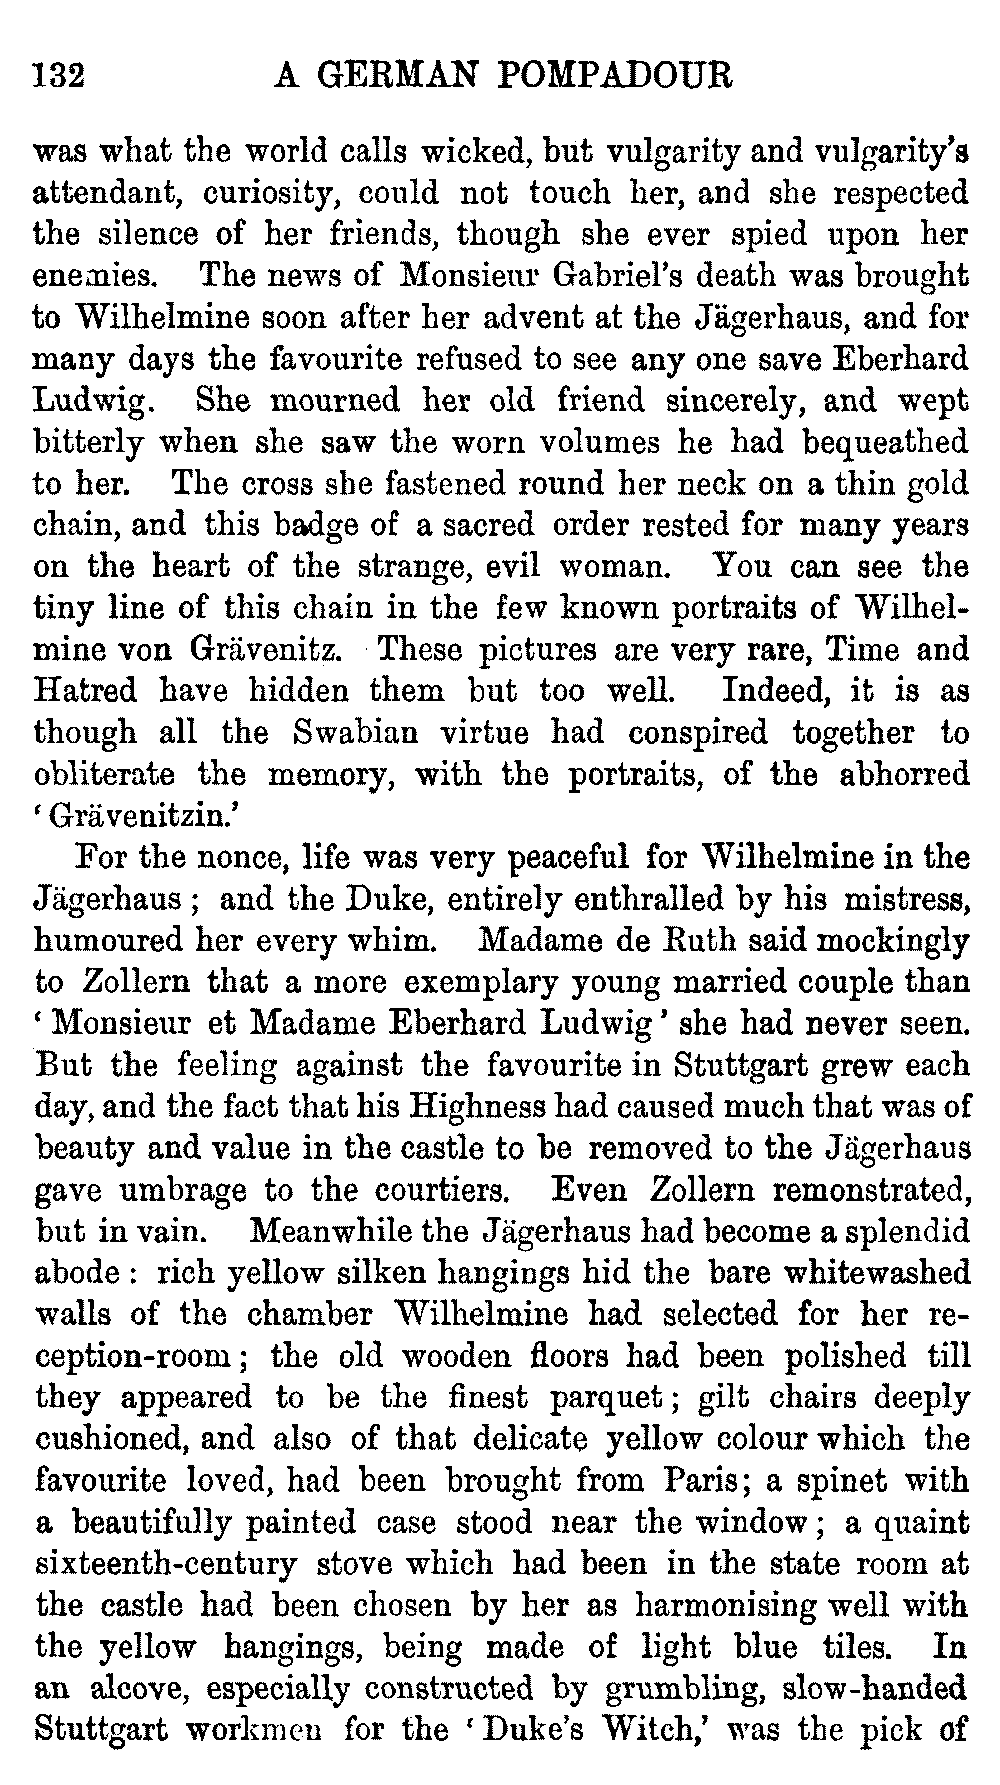 132 A GERMAN POMPADOUR
was what the world calls wicked, but vulgarity and vulgarity's
attendant, curiosity, could not touch her, and she respected
the silence of her friends, though she ever spied upon her
enemies. The news of Monsieur Gabriel's death was brought
to Wilhelmine soon after her advent at the Jägerhaus, and for
many days the favourite refused to see any one save Eberhard
Ludwig. She mourned her old friend sincerely, and wept
bitterly when she saw the worn volumes he had bequeathed
to her. The cross she fastened round her neck on a thin gold
chain, and this badge of a sacred order rested for many years
on the heart of the strange, evil woman. You can see the
tiny line of this chain in the few known portraits of Wilhel-
mine von Grävenitz. These pictures are very rare, Time and
Hatred have hidden them but too well. Indeed, it is as
though all the Swabian virtue had conspired together to
obliterate the memory, with the portraits, of the abhorred
‘Grävenitzin.’
For the nonce, life was very peaceful for Wilhelmine in the
Jägerhaus; and the Duke, entirely enthralled by his mistress,
humoured her every whim. Madame de Ruth said mockingly
to Zollern that a more exemplary young married couple than
‘Monsieur et Madame Eberhard Ludwig’ she had never seen.
But the feeling against the favourite in Stuttgart grew each
day, and the fact that his Highness had caused much that was of
beauty and value in the castle to be removed to the Jägerhaus
gave umbrage to the courtiers. Even Zollern remonstrated,
but in vain. Meanwhile the Jägerhaus had become a splendid
abode: rich yellow silken hangings hid the bare whitewashed
walls of the chamber Wilhelmine had selected for her re-
ception-room; the old wooden floors had been polished till
they appeared to be the finest parquet; gilt chairs deeply
cushioned, and also of that delicate yellow colour which the
favourite loved, had been brought from Paris; a spinet with
a beautifully painted case stood near the window; a quaint
sixteenth-century stove which had been in the state room at
the castle had been chosen by her as harmonising well with
the yellow hangings, being made of light blue tiles. In
an alcove, especially constructed by grumbling, slow-handed
Stuttgart workmen for the ‘Duke's Witch,’ was the pick of